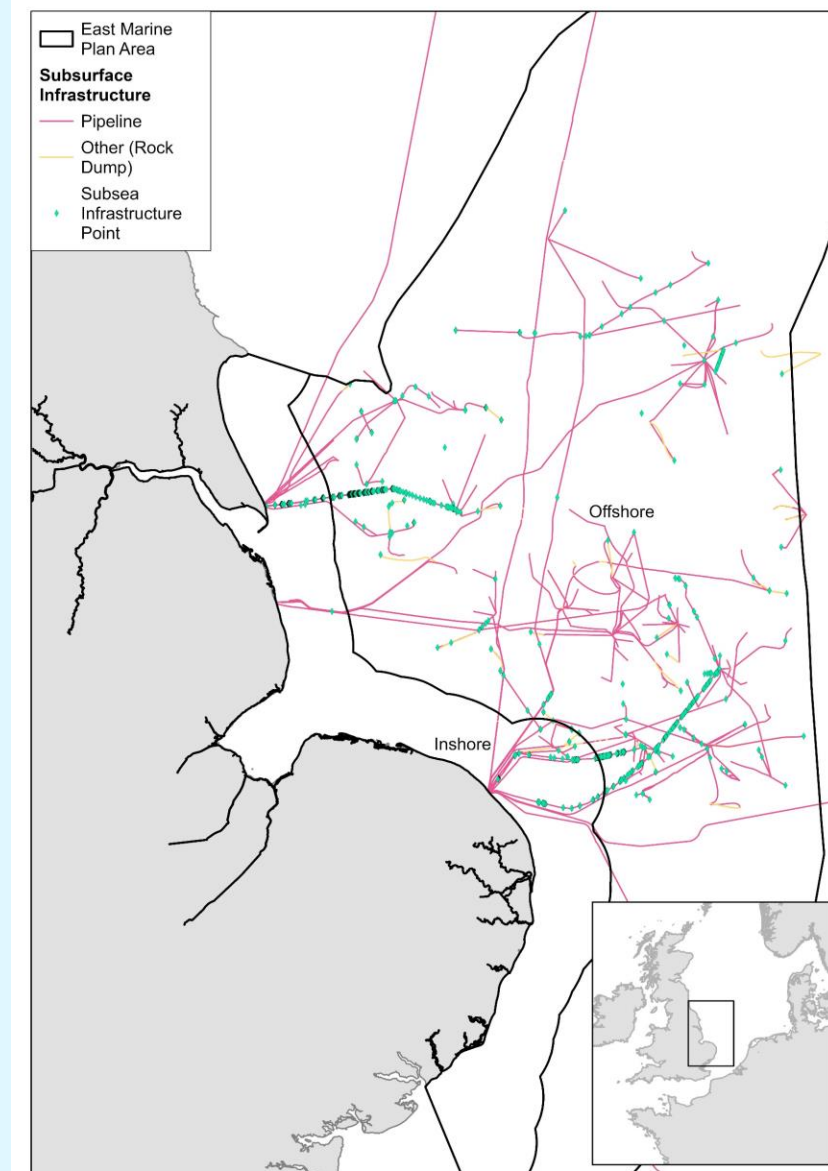 East Marine
Plan Area
Subsurface
Infrastructure
Pipeline
Other (Rock
Dump)
Subsea
Infrastructure
Point
Offshore
Inshore